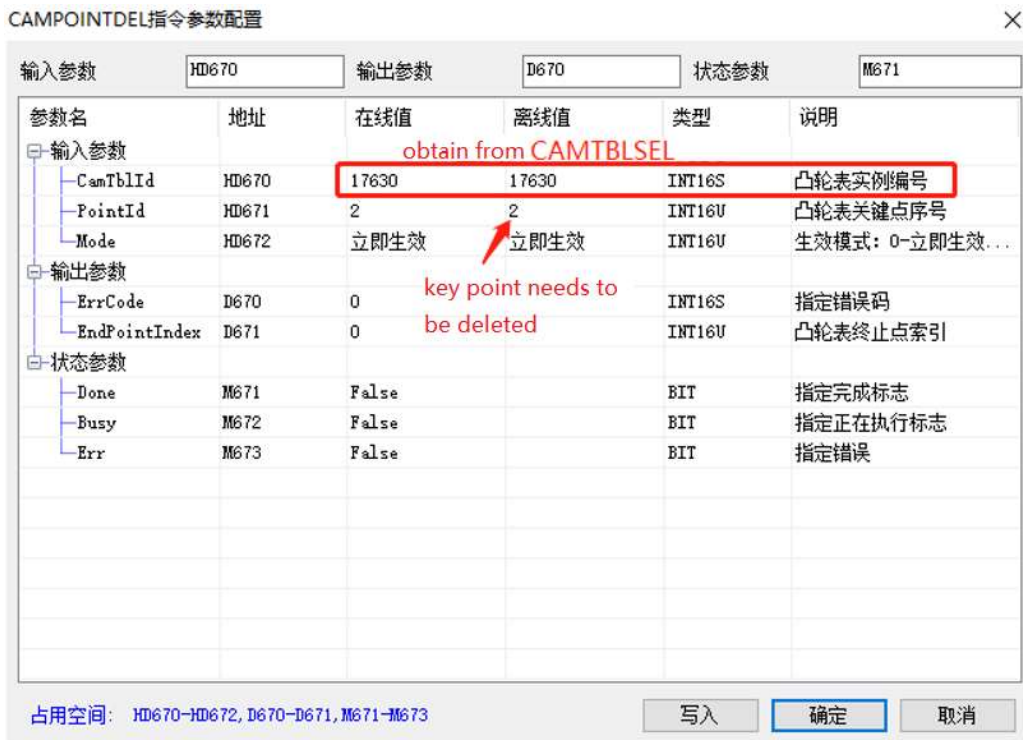 CAMPOINTDEL指令参数配置
输入参数 HD670 输出参数 D670 状态参数 M671
参数名 地址 在线值 离线值 类型 说明
输入参数
obtain from CAMTBLSEL
CamTblId HD670 17630 17630 INT16S 凸轮表实例编号
PointId HD671 2 2 INT16U 凸轮表关键点序号
Mode HD672 立即生效 立即生效 INT16U 生效模式：0-立即生效...
输出参数
key point needs to
be deleted
ErrCode D670 0 INT16S 指定错误码
EndPointIndex D671 0 INT16U 凸轮表终止点索引
状态参数
Done M671 False BIT 指定完成标志
Busy M672 False BIT 指定正在执行标志
Err M673 False BIT 指定错误
占用空间: HD670-HD672,D670-D671,M671-M673 写入 确定 取消